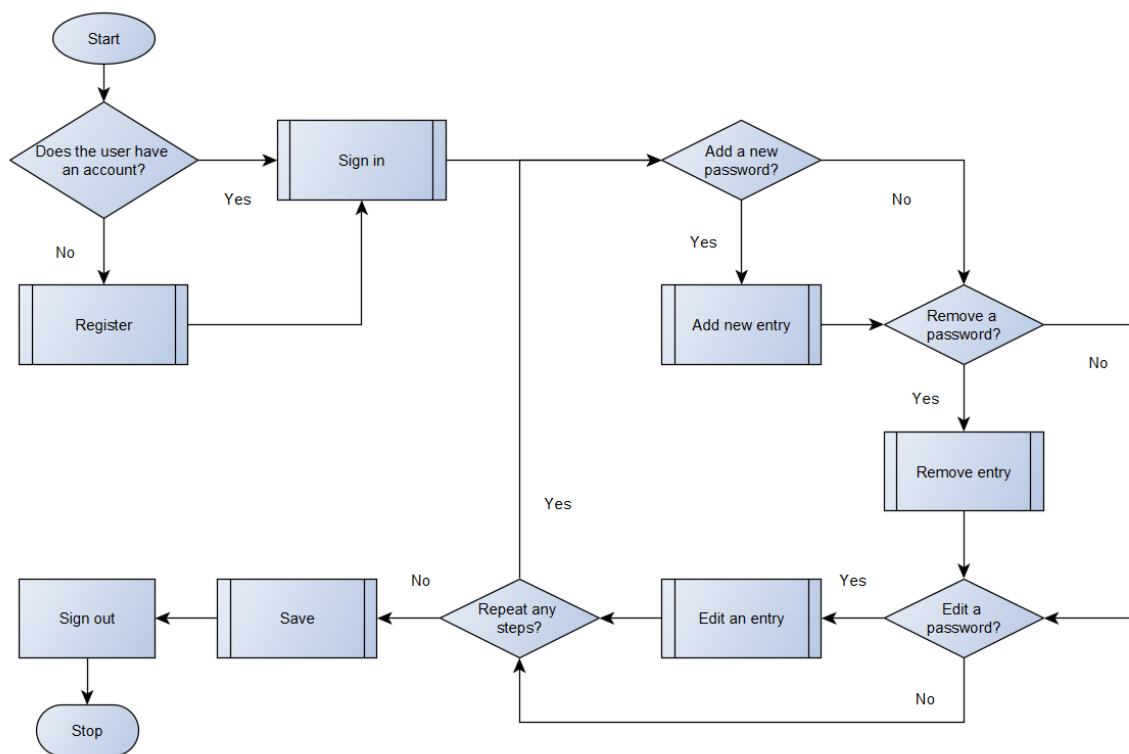 Start
Does the user have
an account?
Yes
No
Sign in
Register
Add a new
password?
No
Yes
Add new entry
Remove a
password?
No
Yes
Remove entry
Edit a
password?
Yes
No
Edit an entry
Repeat any
steps?
Yes
No
Save
Sign out
Stop